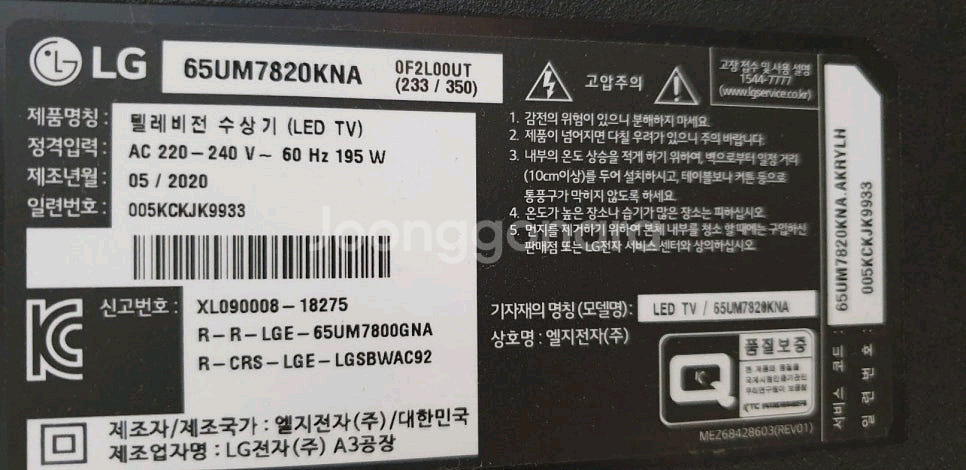 LG
65UM7820KNA
0F2L00UT
(233 / 350)
제품명칭 : 텔레비전 수상기 (LED TV)
정격입력 : AC 220-240 V~ 60 Hz 195 W
제조년월 : 05 / 2020
일련번호 : 005KCKJK9933
신고번호 : XL090008-18275
R-R-LGE-65UM7800GNA
R-CRS-LGE-LGSBWAC92
제조자/제조국가 : 엘지전자(주)/대한민국
제조업자명 : LG전자(주) A3공장
고압주의
고장 접수 및 사용 설명
1544-7777
(www.lgservice.co.kr)
1. 감전의 위험이 있으니 분해하지 마세요.
2. 제품이 넘어지면 다칠 우려가 있으니 주의 바랍니다.
3. 내부의 온도 상승을 적게 하기 위하여, 벽으로부터 일정 거리
(10cm이상)를 두어 설치하시고, 테이블보나 커튼 등으로
통풍구가 막히지 않도록 하세요.
4. 온도가 높은 장소나 습기가 많은 장소는 피하십시오.
5. 먼지를 제거하기 위하여 본체 내부를 청소 할 때에는 구입하신
판매점 또는 LG전자 서비스 센터와 상의하십시오.
기자재의 명칭(모델명) : LED TV / 65UM7820KNA
상호명 : 엘지전자(주)
Q
품질보증
본 제품의 품질을
MEZ68428603(REV01)
서비스 코드 : 65UM7820KNA.AKRYLH
일련번호 : 005KCKJK9933